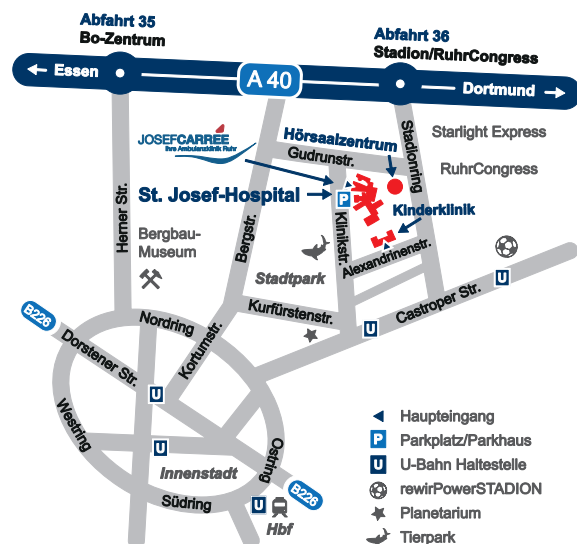 Abfahrt 35
Bo-Zentrum
Abfahrt 36
Stadion/RuhrCongress
Essen
A 40
Dortmund
JOSEFCARRÉE
Ihre Ambulanzklinik Ruhr
Hörsaalzentrum
Starlight Express
Gudrunstr.
Stadionring
RuhrCongress
St. Josef-Hospital
P
Kinderklinik
Herner Str.
Bergstr.
Klinikstr.
Bergbau-
Museum
Stadtpark
Alexandrinenstr.
U
Castroper Str.
B226
Nordring
Kurfürstenstr.
U
Dorstener Str.
Kortumstr.
U
Westring
U
Ostring
Innenstadt
B226
Südring
U
Hbf
Haupteingang
P Parkplatz/Parkhaus
U U-Bahn Haltestelle
rewirPowerSTADION
Planetarium
Tierpark